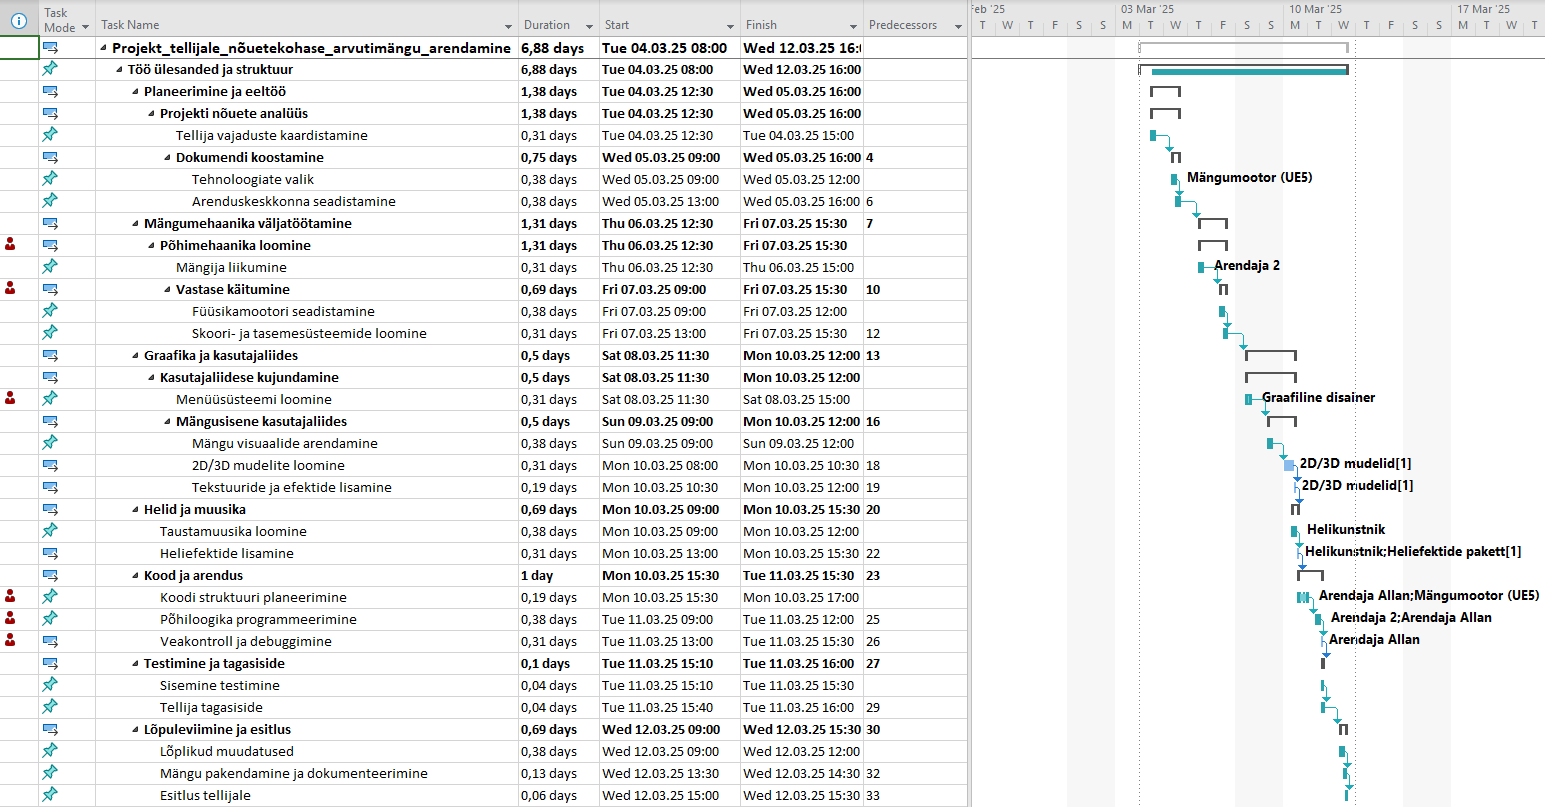 Task Mode Task Name Duration Start Finish Predecessors
Feb '25 03 Mar '25 10 Mar '25 17 Mar '25
T W T F S S M T W T F S S M T W T F S S M T W T
Projekt_tellijale_nõuetekohase_arvutimängu_arendamine 6,88 days Tue 04.03.25 08:00 Wed 12.03.25 16:
Töö ülesanded ja struktuur 6,88 days Tue 04.03.25 08:00 Wed 12.03.25 16:00
Planeerimine ja eeltöö 1,38 days Tue 04.03.25 12:30 Wed 05.03.25 16:00
Projekti nõuete analüüs 1,38 days Tue 04.03.25 12:30 Wed 05.03.25 16:00
Tellija vajaduste kaardistamine 0,31 days Tue 04.03.25 12:30 Tue 04.03.25 15:00
Dokumendi koostamine 0,75 days Wed 05.03.25 09:00 Wed 05.03.25 16:00 4
Tehnoloogiate valik 0,38 days Wed 05.03.25 09:00 Wed 05.03.25 12:00 Mängumootor (UE5)
Arenduskeskkonna seadistamine 0,38 days Wed 05.03.25 13:00 Wed 05.03.25 16:00 6
Mängumehaanika väljatöötamine 1,31 days Thu 06.03.25 12:30 Fri 07.03.25 15:30 7
Põhimehaanika loomine 1,31 days Thu 06.03.25 12:30 Fri 07.03.25 15:30
Mängija liikumine 0,31 days Thu 06.03.25 12:30 Thu 06.03.25 15:00 Arendaja 2
Vastase käitumine 0,69 days Fri 07.03.25 09:00 Fri 07.03.25 15:30 10
Füüsikamootori seadistamine 0,38 days Fri 07.03.25 09:00 Fri 07.03.25 12:00
Skoori- ja tasemesüsteemide loomine 0,31 days Fri 07.03.25 13:00 Fri 07.03.25 15:30 12
Graafika ja kasutajaliides 0,5 days Sat 08.03.25 11:30 Mon 10.03.25 12:00 13
Kasutajaliidese kujundamine 0,5 days Sat 08.03.25 11:30 Mon 10.03.25 12:00
Menüüsüsteemi loomine 0,31 days Sat 08.03.25 11:30 Sat 08.03.25 15:00 Graafiline disainer
Mängusisene kasutajaliides 0,5 days Sun 09.03.25 09:00 Mon 10.03.25 12:00 16
Mängu visuaalide arendamine 0,38 days Sun 09.03.25 09:00 Sun 09.03.25 12:00
2D/3D mudelite loomine 0,31 days Mon 10.03.25 08:00 Mon 10.03.25 10:30 18 2D/3D mudelid[1]
Tekstuuride ja efektide lisamine 0,19 days Mon 10.03.25 10:30 Mon 10.03.25 12:00 19 2D/3D mudelid[1]
Helid ja muusika 0,69 days Mon 10.03.25 09:00 Mon 10.03.25 15:30 20
Taustamuusika loomine 0,38 days Mon 10.03.25 09:00 Mon 10.03.25 12:00 Helikunstnik
Heliefektide lisamine 0,31 days Mon 10.03.25 13:00 Mon 10.03.25 15:30 22 Helikunstnik;Heliefektide pakett[1]
Kood ja arendus 1 day Mon 10.03.25 15:30 Tue 11.03.25 15:30 23
Koodi struktuuri planeerimine 0,19 days Mon 10.03.25 15:30 Mon 10.03.25 17:00 Arendaja Allan;Mängumootor (UE5)
Põhiloogika programmeerimine 0,38 days Tue 11.03.25 09:00 Tue 11.03.25 12:00 25 Arendaja 2;Arendaja Allan
Veakontroll ja debuggimine 0,31 days Tue 11.03.25 13:00 Tue 11.03.25 15:30 26 Arendaja Allan
Testimine ja tagasiside 0,1 days Tue 11.03.25 15:10 Tue 11.03.25 16:00 27
Sisemine testimine 0,04 days Tue 11.03.25 15:10 Tue 11.03.25 15:30
Tellija tagasiside 0,04 days Tue 11.03.25 15:40 Tue 11.03.25 16:00 29
Lõpuleviimine ja esitlus 0,69 days Wed 12.03.25 09:00 Wed 12.03.25 15:30 30
Lõplikud muudatused 0,38 days Wed 12.03.25 09:00 Wed 12.03.25 12:00
Mängu pakendamine ja dokumenteerimine 0,13 days Wed 12.03.25 13:30 Wed 12.03.25 14:30 32
Esitlus tellijale 0,06 days Wed 12.03.25 15:00 Wed 12.03.25 15:30 33